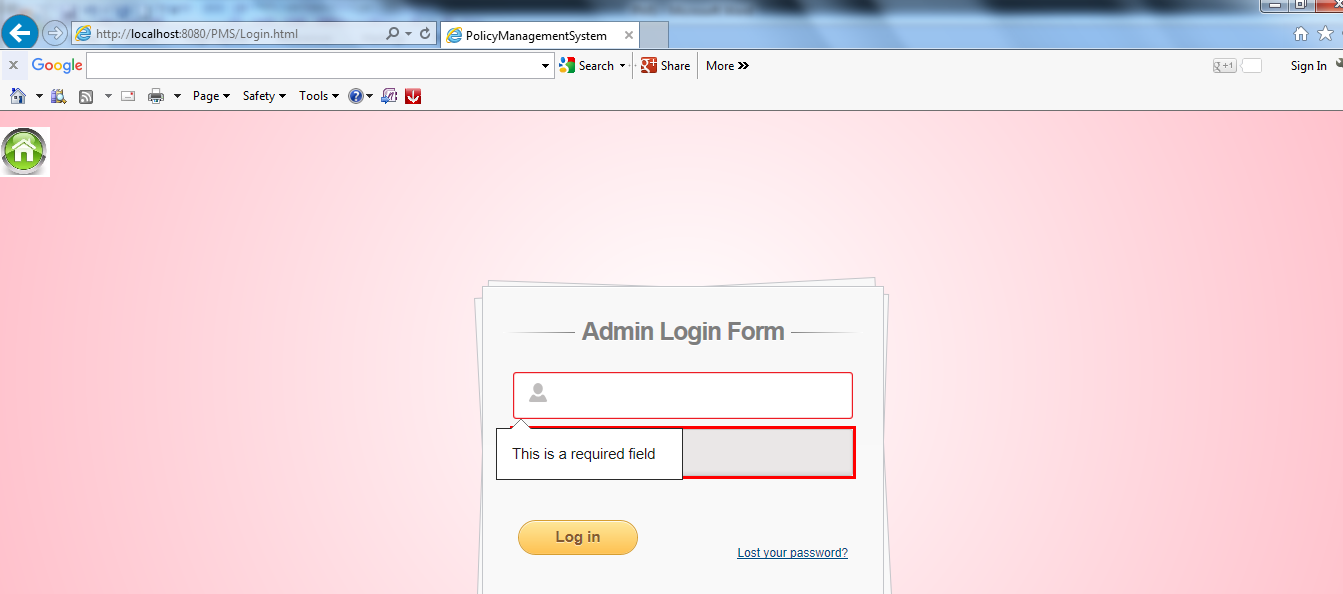 http://localhost:8080/PMS/Login.html
PolicyManagementSystem
Google
Search
Share
More
+1
Sign In
Page
Safety
Tools
Admin Login Form
This is a required field
Log in
Lost your password?